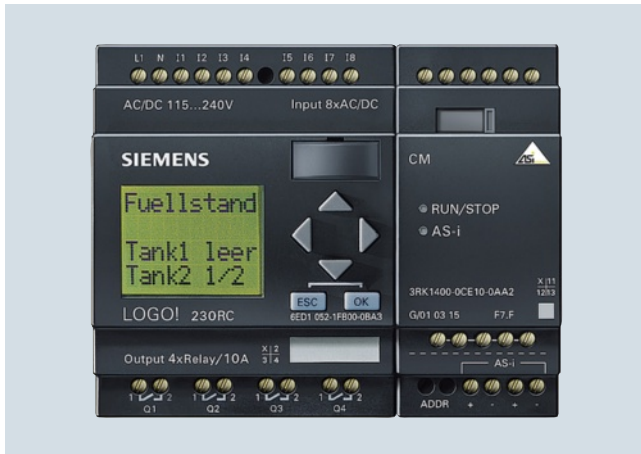 L1 N I1 I2 I3 I4 I5 I6 I7 I8
AC/DC 115...240V Input 8xAC/DC
SIEMENS
Fuellstand
Tank1 leer
Tank2 1/2
ESC OK
LOGO! 230RC 6ED1 052-1FB00-0BA3
Output 4xRelay/10A X 2
3 4
1 2 1 2 1 2 1 2
Q1 Q2 Q3 Q4
CM ASi
RUN/STOP
AS-i
3RK1400-0CE10-0AA2 X 11
12 13
G/01 03 15 F7.F
AS-i
ADDR + - + -